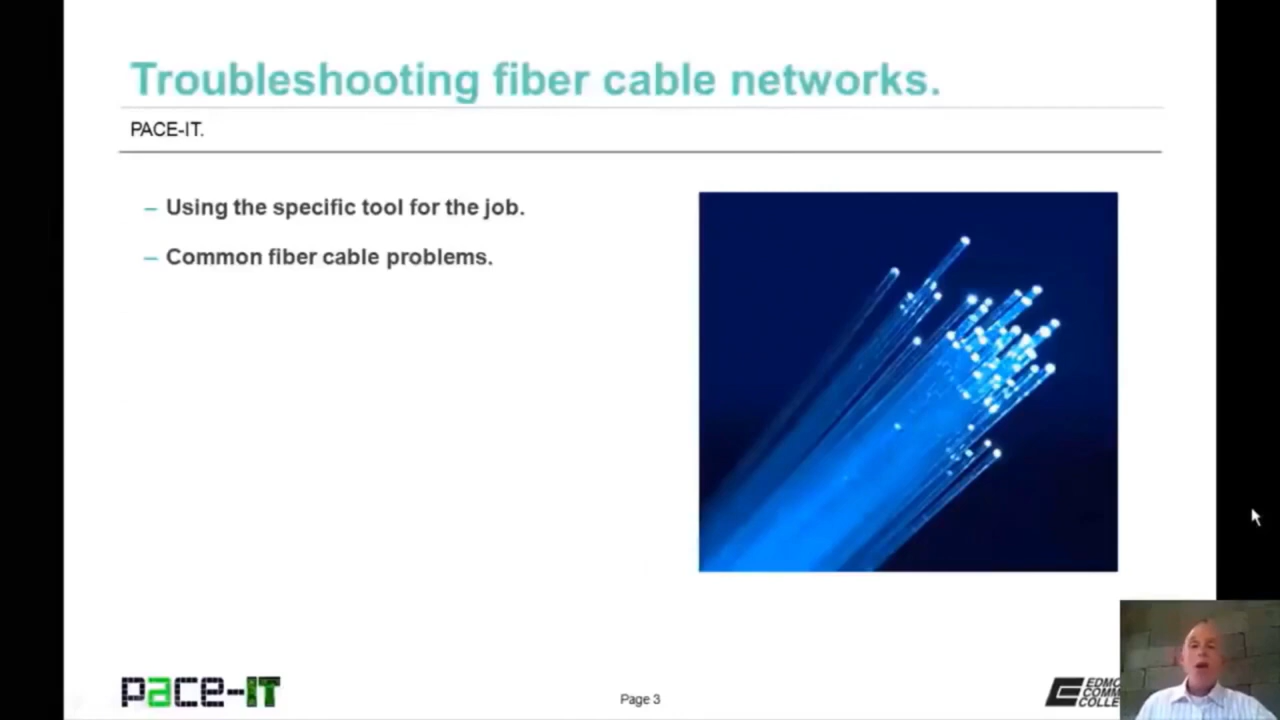 Troubleshooting fiber cable networks.
PACE-IT.
– Using the specific tool for the job.
– Common fiber cable problems.
pace-IT
Page 3